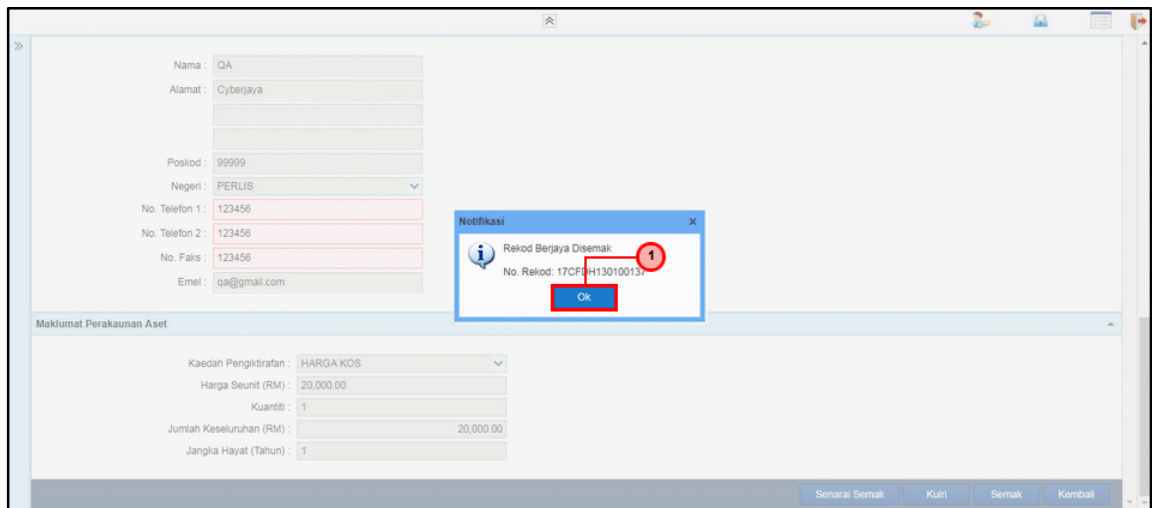 Nama : QA
Alamat : Cyberjaya
Poskod : 99999
Negeri : PERLIS
No. Telefon 1 : 123456
No. Telefon 2 : 123456
No. Faks : 123456
Emel : qa@gmail.com
Notifikasi x
Rekod Berjaya Disemak
No. Rekod: 17CFDH130100137
1
Ok
Maklumat Perakaunan Aset
Kaedah Pengiktirafan : HARGA KOS
Harga Seunit (RM) : 20,000.00
Kuantiti : 1
Jumlah Keseluruhan (RM) : 20,000.00
Jangka Hayat (Tahun) : 1
Senarai Semak Kuiri Semak Kembali